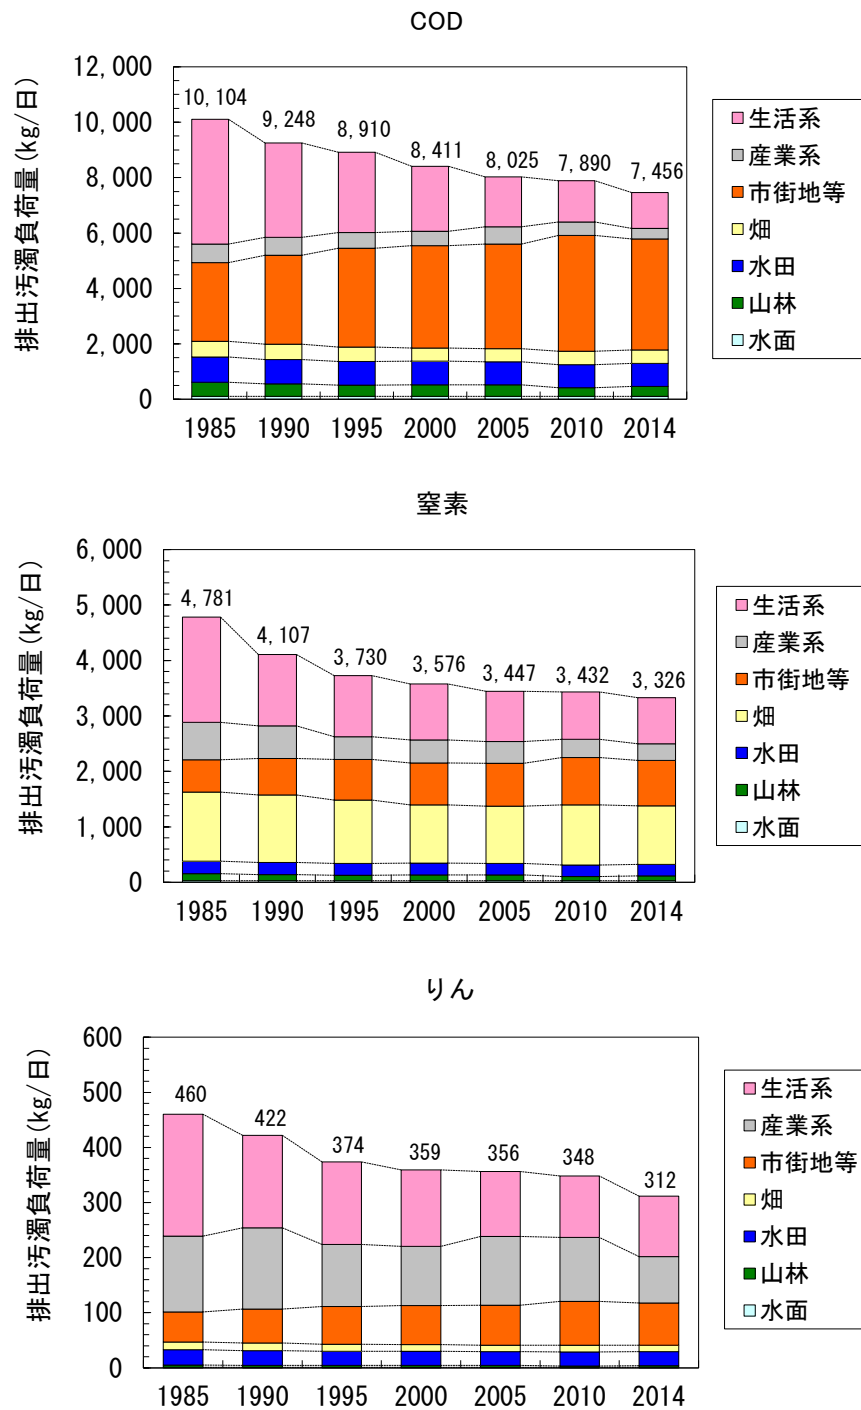 COD
排出汚濁負荷量(kg/日)
12,000
10,000
8,000
6,000
4,000
2,000
0
10,104
9,248
8,910
8,411
8,025
7,890
7,456
1985 1990 1995 2000 2005 2010 2014
生活系
産業系
市街地等
畑
水田
山林
水面
窒素
排出汚濁負荷量(kg/日)
6,000
5,000
4,000
3,000
2,000
1,000
0
4,781
4,107
3,730
3,576
3,447
3,432
3,326
1985 1990 1995 2000 2005 2010 2014
生活系
産業系
市街地等
畑
水田
山林
水面
りん
排出汚濁負荷量(kg/日)
600
500
400
300
200
100
0
460
422
374
359
356
348
312
1985 1990 1995 2000 2005 2010 2014
生活系
産業系
市街地等
畑
水田
山林
水面